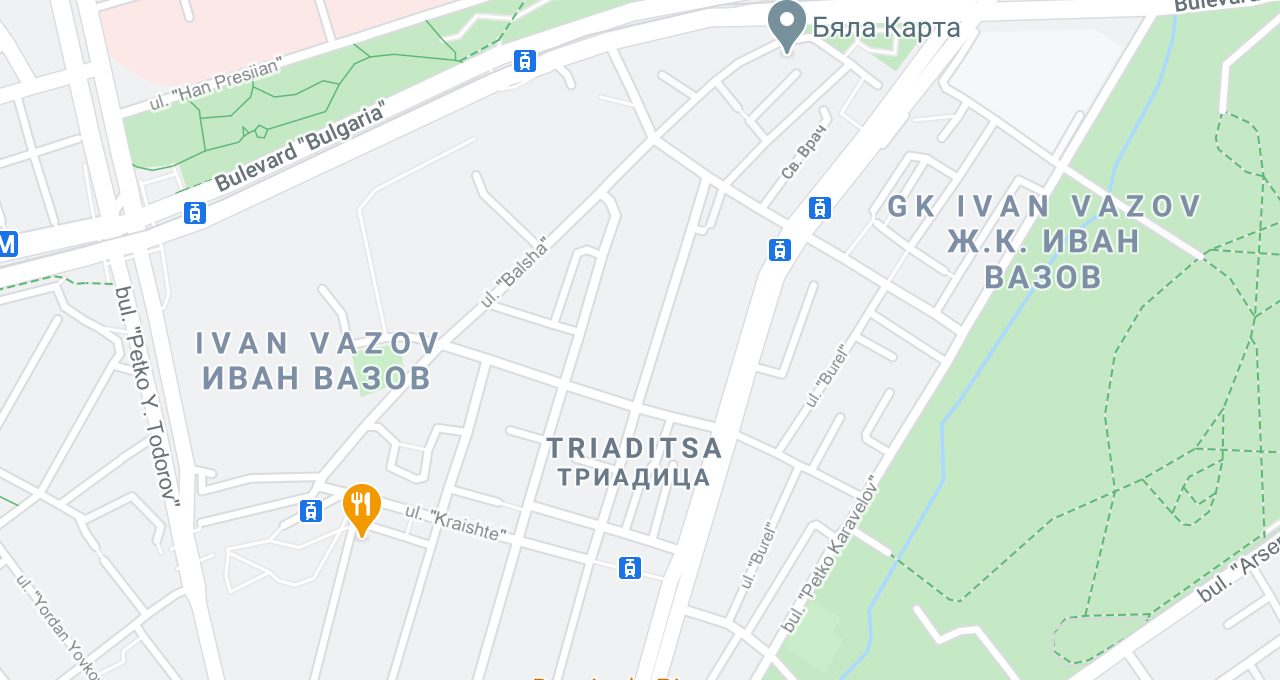 Bulevard
Бяла Карта
ul. "Han Presiian"
Bulevard "Bulgaria"
Св. Врач
GK IVAN VAZOV
Ж.К. ИВАН
ВАЗОВ
M
ul. "Balsha"
bul. "Petko Y. Todorov"
IVAN VAZOV
ИВАН ВАЗОВ
ul. "Burel"
TRIADITSA
ТРИАДИЦА
ul. "Kraishte"
ul. "Burel"
bul. "Petko Karavelov"
bul. "Arsen
ul. "Yordan Yovkov